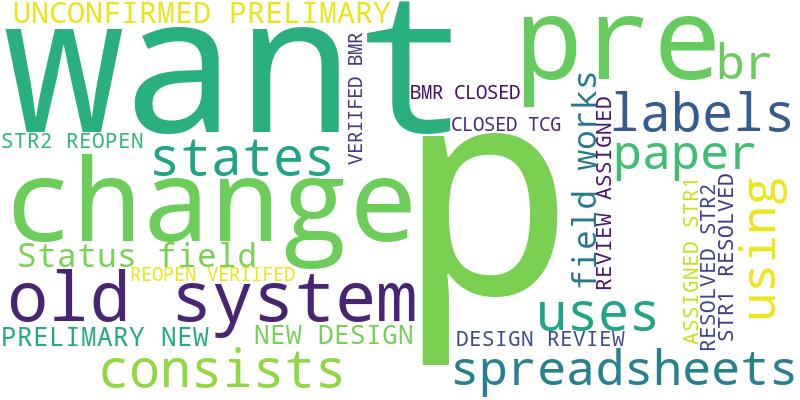 UNCONFIRMED PRELIMARY
want
pre
br
VERIIFED BMR
BMR CLOSED
CLOSED TCG
field works
REVIEW ASSIGNED
labels
STR2 REOPEN
states
paper
change
p
Status field
REOPEN VERIIFED
old system
ASSIGNED STR1
RESOLVED STR2
STR1 RESOLVED
using
uses
PRELIMARY NEW
NEW DESIGN
DESIGN REVIEW
consists
spreadsheets